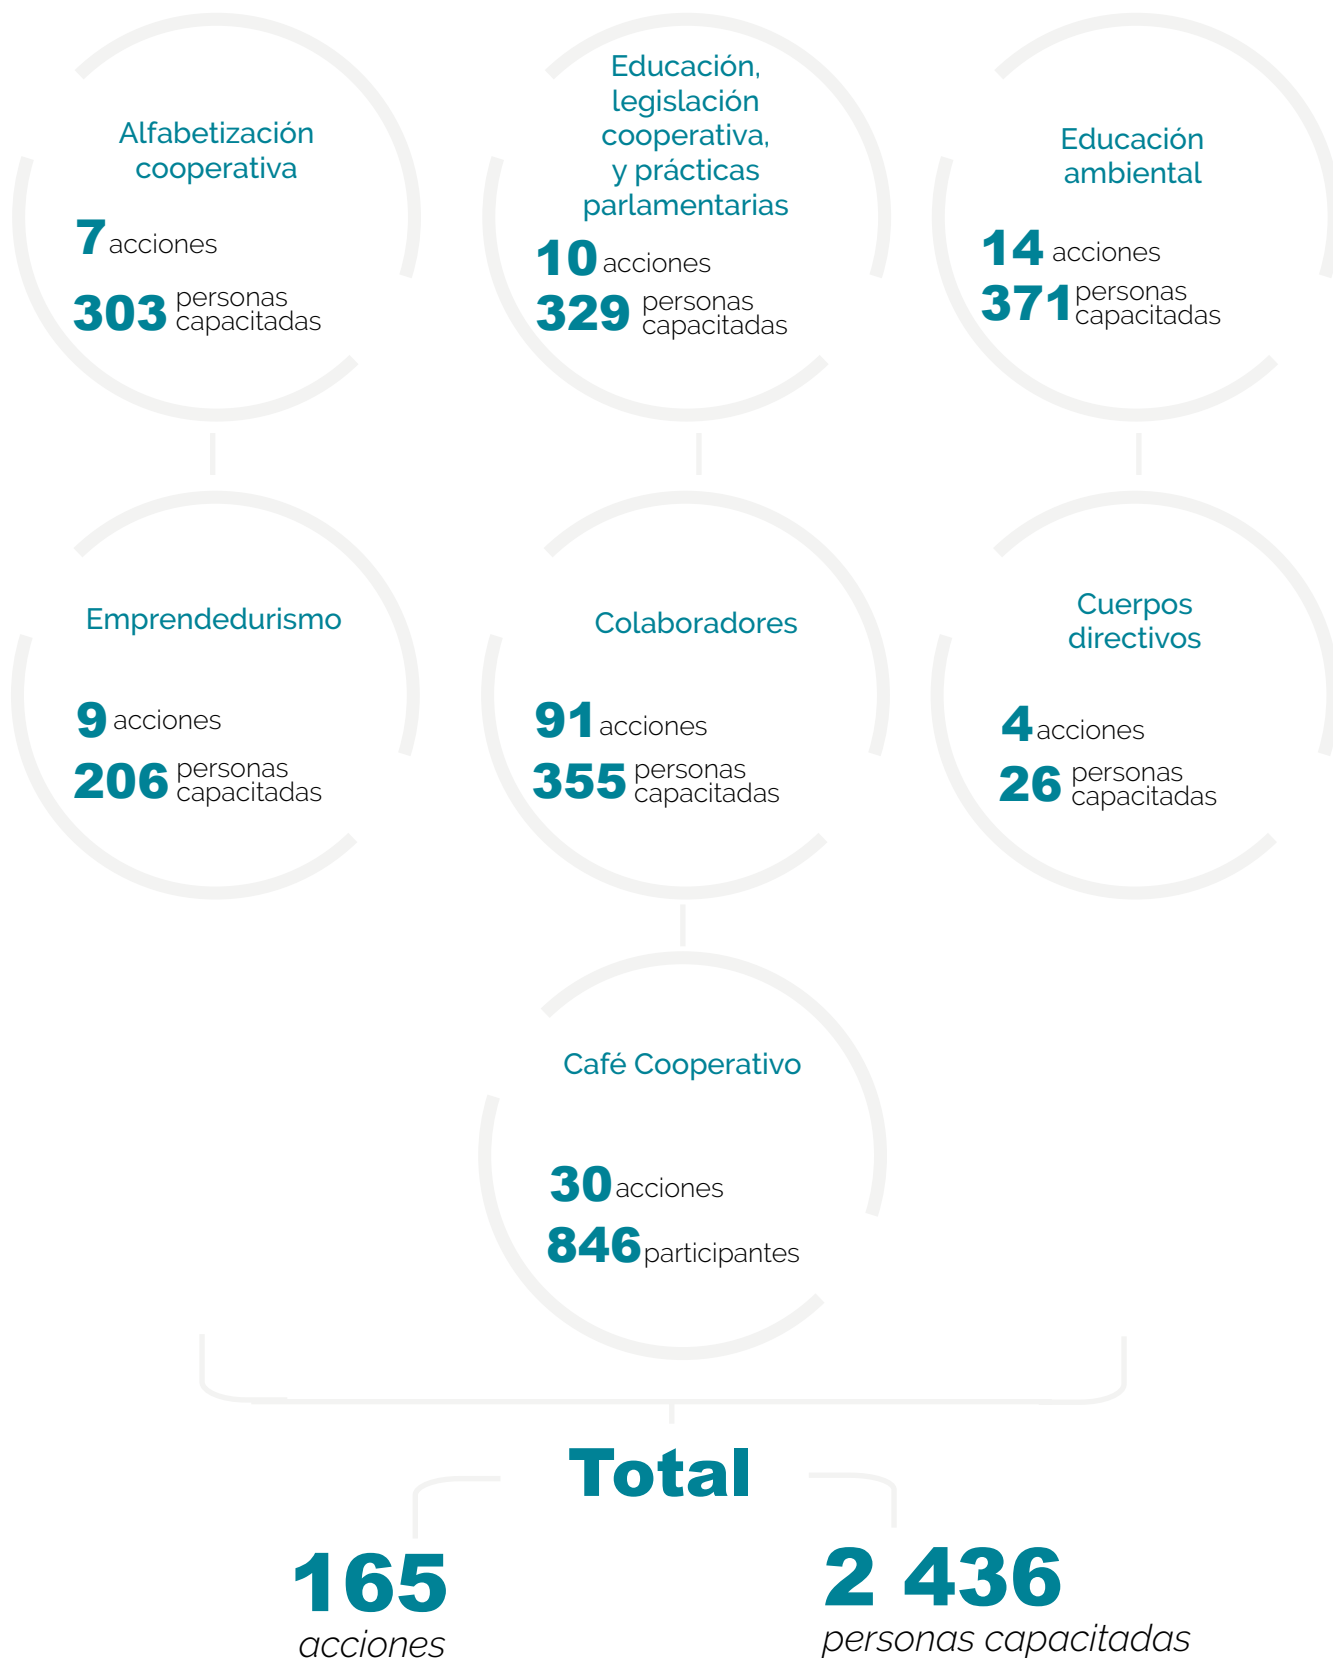 Alfabetización
cooperativa
7 acciones
303 personas
capacitadas
Educación,
legislación
cooperativa,
y prácticas
parlamentarias
10 acciones
329 personas
capacitadas
Educación
ambiental
14 acciones
371 personas
capacitadas
Emprendedurismo
9 acciones
206 personas
capacitadas
Colaboradores
91 acciones
355 personas
capacitadas
Cuerpos
directivos
4 acciones
26 personas
capacitadas
Café Cooperativo
30 acciones
846 participantes
Total
165
acciones
2 436
personas capacitadas